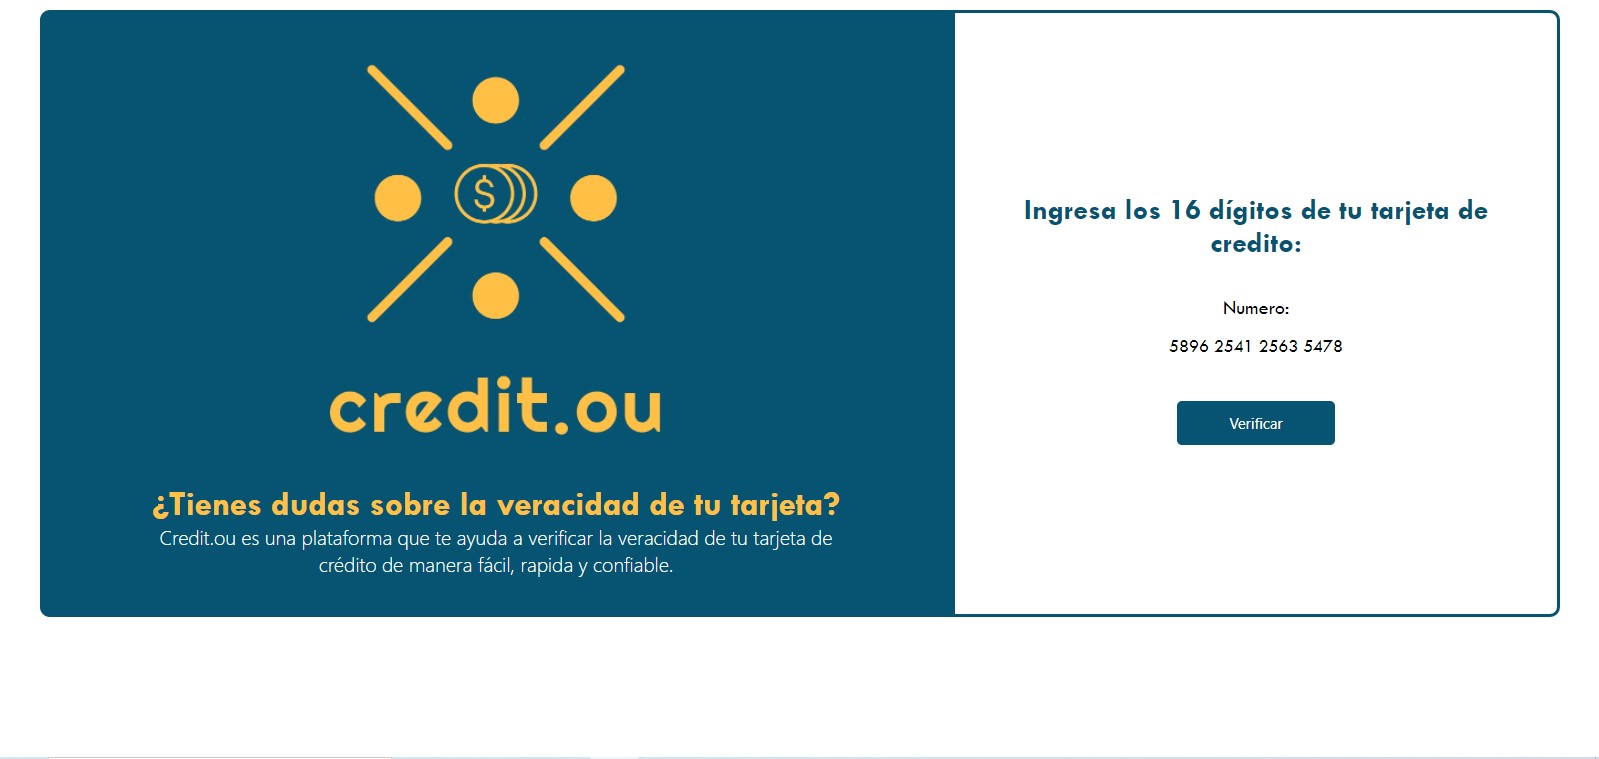 $
credit.ou
¿Tienes dudas sobre la veracidad de tu tarjeta?
Credit.ou es una plataforma que te ayuda a verificar la veracidad de tu tarjeta de
crédito de manera fácil, rapida y confiable.
Ingresa los 16 dígitos de tu tarjeta de
credito:
Numero:
5896 2541 2563 5478
Verificar